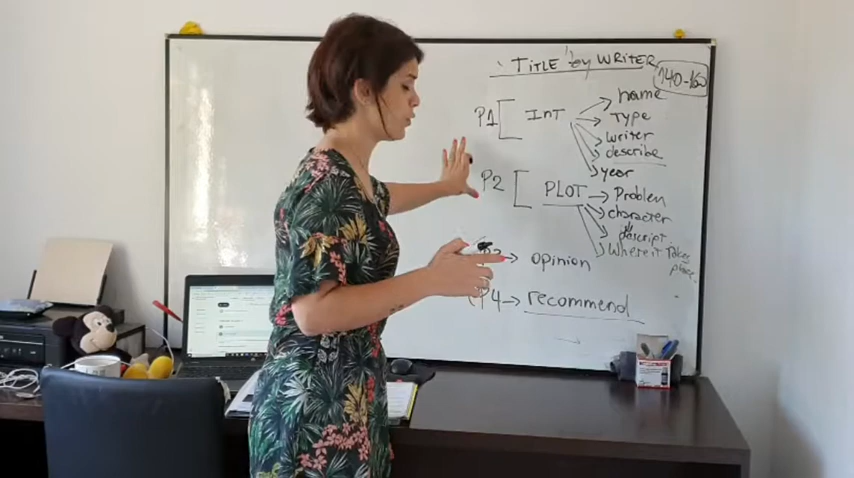 "TITLE" by WRITER
140-160
P1 [ INT → name
→ TYPE
→ writer
→ describe
→ year
P2 [ PLOT → Problem
→ character
descript
→ Where it Takes place
→ opinion
P4 → recommend